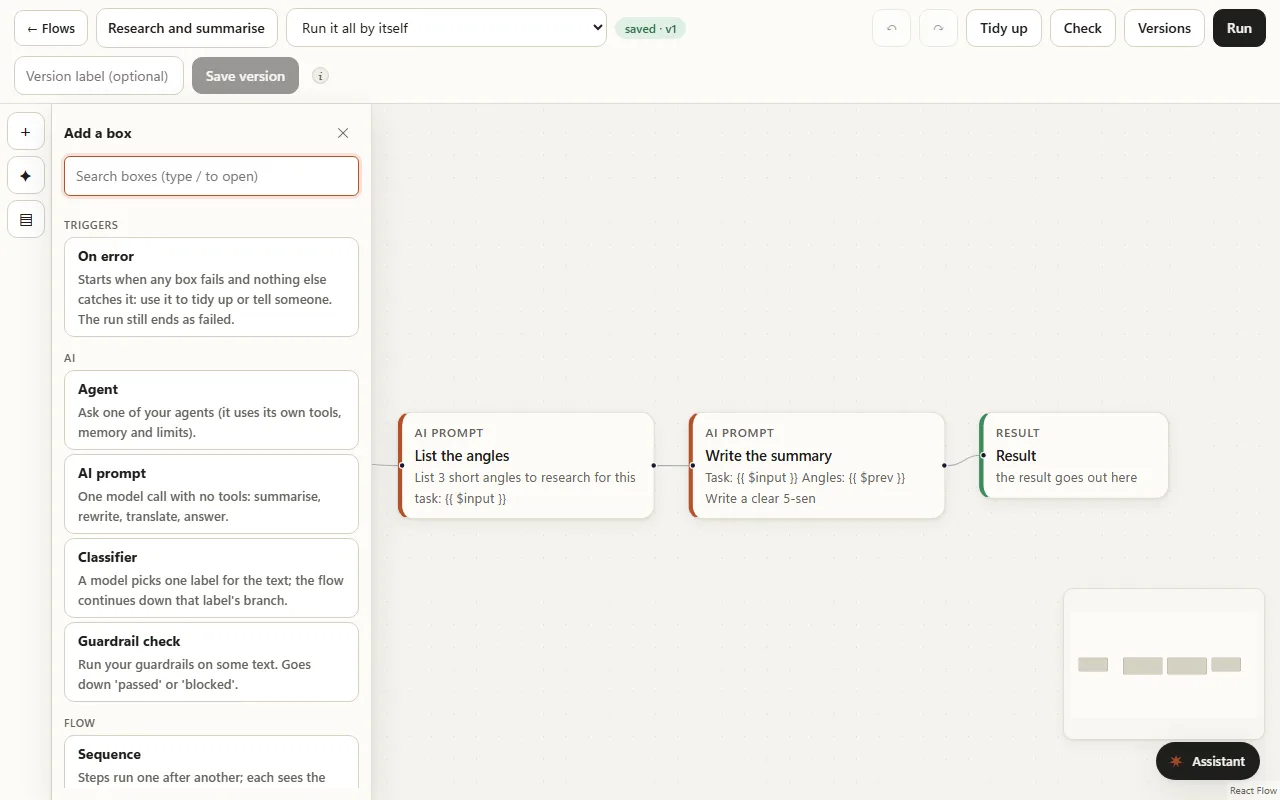 ← Flows
Research and summarise
Run it all by itself
saved · v1
Tidy up
Check
Versions
Run
Version label (optional)
Save version
i
Add a box
Search boxes (type / to open)
TRIGGERS
On error
Starts when any box fails and nothing else
catches it: use it to tidy up or tell someone.
The run still ends as failed.
AI
Agent
Ask one of your agents (it uses its own tools,
memory and limits).
AI prompt
One model call with no tools: summarise,
rewrite, translate, answer.
Classifier
A model picks one label for the text; the flow
continues down that label's branch.
Guardrail check
Run your guardrails on some text. Goes
down 'passed' or 'blocked'.
FLOW
Sequence
Steps run one after another; each sees the
AI PROMPT
List the angles
List 3 short angles to research for this
task: {{ $input }}
AI PROMPT
Write the summary
Task: {{ $input }} Angles: {{ $prev }}
Write a clear 5-sen
RESULT
Result
the result goes out here
Assistant
React Flow